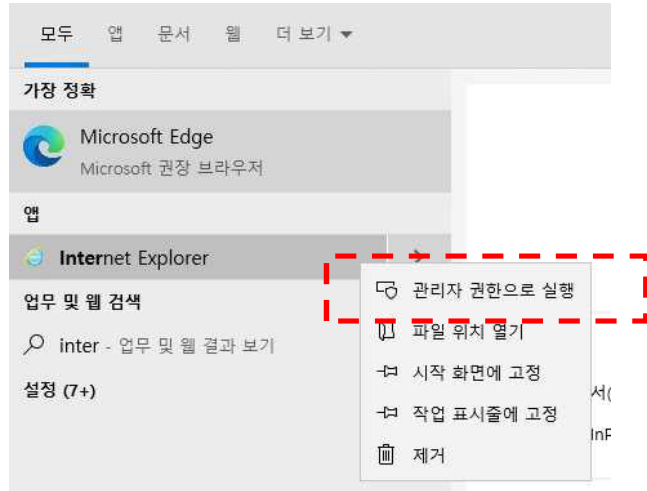 모두 앱 문서 웹 더 보기
가장 정확
Microsoft Edge
Microsoft 권장 브라우저
앱
Internet Explorer
관리자 권한으로 실행
업무 및 웹 검색
파일 위치 열기
inter - 업무 및 웹 결과 보기
시작 화면에 고정
설정 (7+)
서(
작업 표시줄에 고정
InP
제거